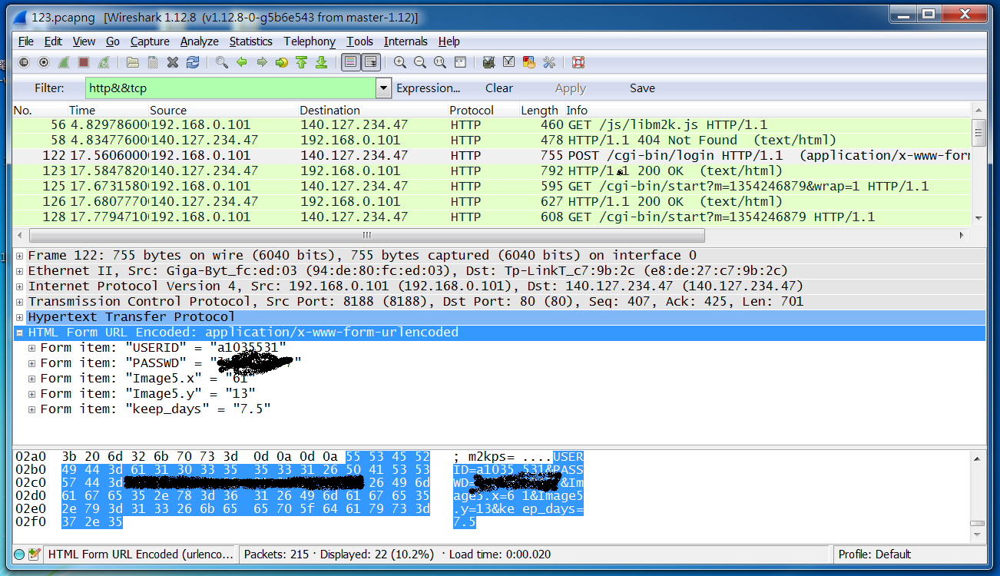 123.pcapng [Wireshark 1.12.8 (v1.12.8-0-g5b6e543 from master-1.12)]
File Edit View Go Capture Analyze Statistics Telephony Tools Internals Help
Filter: http&&tcp Expression... Clear Apply Save
No. Time Source Destination Protocol Length Info
56 4.829786000 192.168.0.101 140.127.234.47 HTTP 460 GET /js/libm2k.js HTTP/1.1
58 4.834776000 140.127.234.47 192.168.0.101 HTTP 478 HTTP/1.1 404 Not Found (text/html)
122 17.5606000 192.168.0.101 140.127.234.47 HTTP 755 POST /cgi-bin/login HTTP/1.1 (application/x-www-form
123 17.5847820 140.127.234.47 192.168.0.101 HTTP 792 HTTP/1.1 200 OK (text/html)
125 17.6731580 192.168.0.101 140.127.234.47 HTTP 595 GET /cgi-bin/start?m=1354246879&wrap=1 HTTP/1.1
126 17.6807770 140.127.234.47 192.168.0.101 HTTP 627 HTTP/1.1 200 OK (text/html)
128 17.7794710 192.168.0.101 140.127.234.47 HTTP 608 GET /cgi-bin/start?m=1354246879 HTTP/1.1
Frame 122: 755 bytes on wire (6040 bits), 755 bytes captured (6040 bits) on interface 0
Ethernet II, Src: Giga-Byt_fc:ed:03 (94:de:80:fc:ed:03), Dst: Tp-LinkT_c7:9b:2c (e8:de:27:c7:9b:2c)
Internet Protocol Version 4, Src: 192.168.0.101 (192.168.0.101), Dst: 140.127.234.47 (140.127.234.47)
Transmission Control Protocol, Src Port: 8188 (8188), Dst Port: 80 (80), Seq: 407, Ack: 425, Len: 701
Hypertext Transfer Protocol
HTML Form URL Encoded: application/x-www-form-urlencoded
Form item: "USERID" = "a1035531"
Form item: "PASSWD" = " "
Form item: "Image5.x" = "61"
Form item: "Image5.y" = "13"
Form item: "keep_days" = "7.5"
02a0 3b 20 6d 32 6b 70 73 3d 0d 0a 0d 0a 55 53 45 52 ; m2kps= ....USER
02b0 49 44 3d 61 31 30 33 35 35 33 31 26 50 41 53 53 ID=a1035 531&PASS
02c0 57 44 3d 26 49 6d WD= &Im
02d0 61 67 65 35 2e 78 3d 36 31 26 49 6d 61 67 65 35 age5.x=6 1&Image5
02e0 2e 79 3d 31 33 26 6b 65 65 70 5f 64 61 79 73 3d .y=13&ke ep_days=
02f0 37 2e 35 7.5
HTML Form URL Encoded (urlenco... Packets: 215 · Displayed: 22 (10.2%) · Load time: 0:00.020 Profile: Default